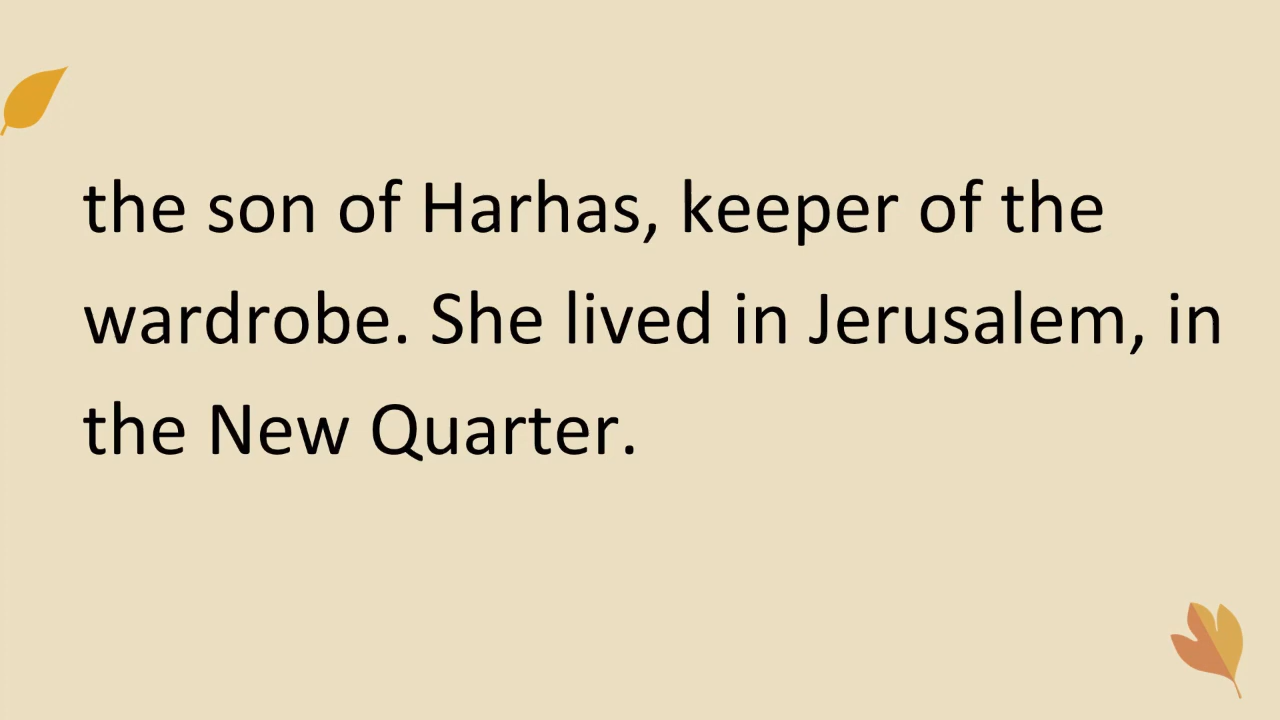 the son of Harhas, keeper of the
wardrobe. She lived in Jerusalem, in
the New Quarter.